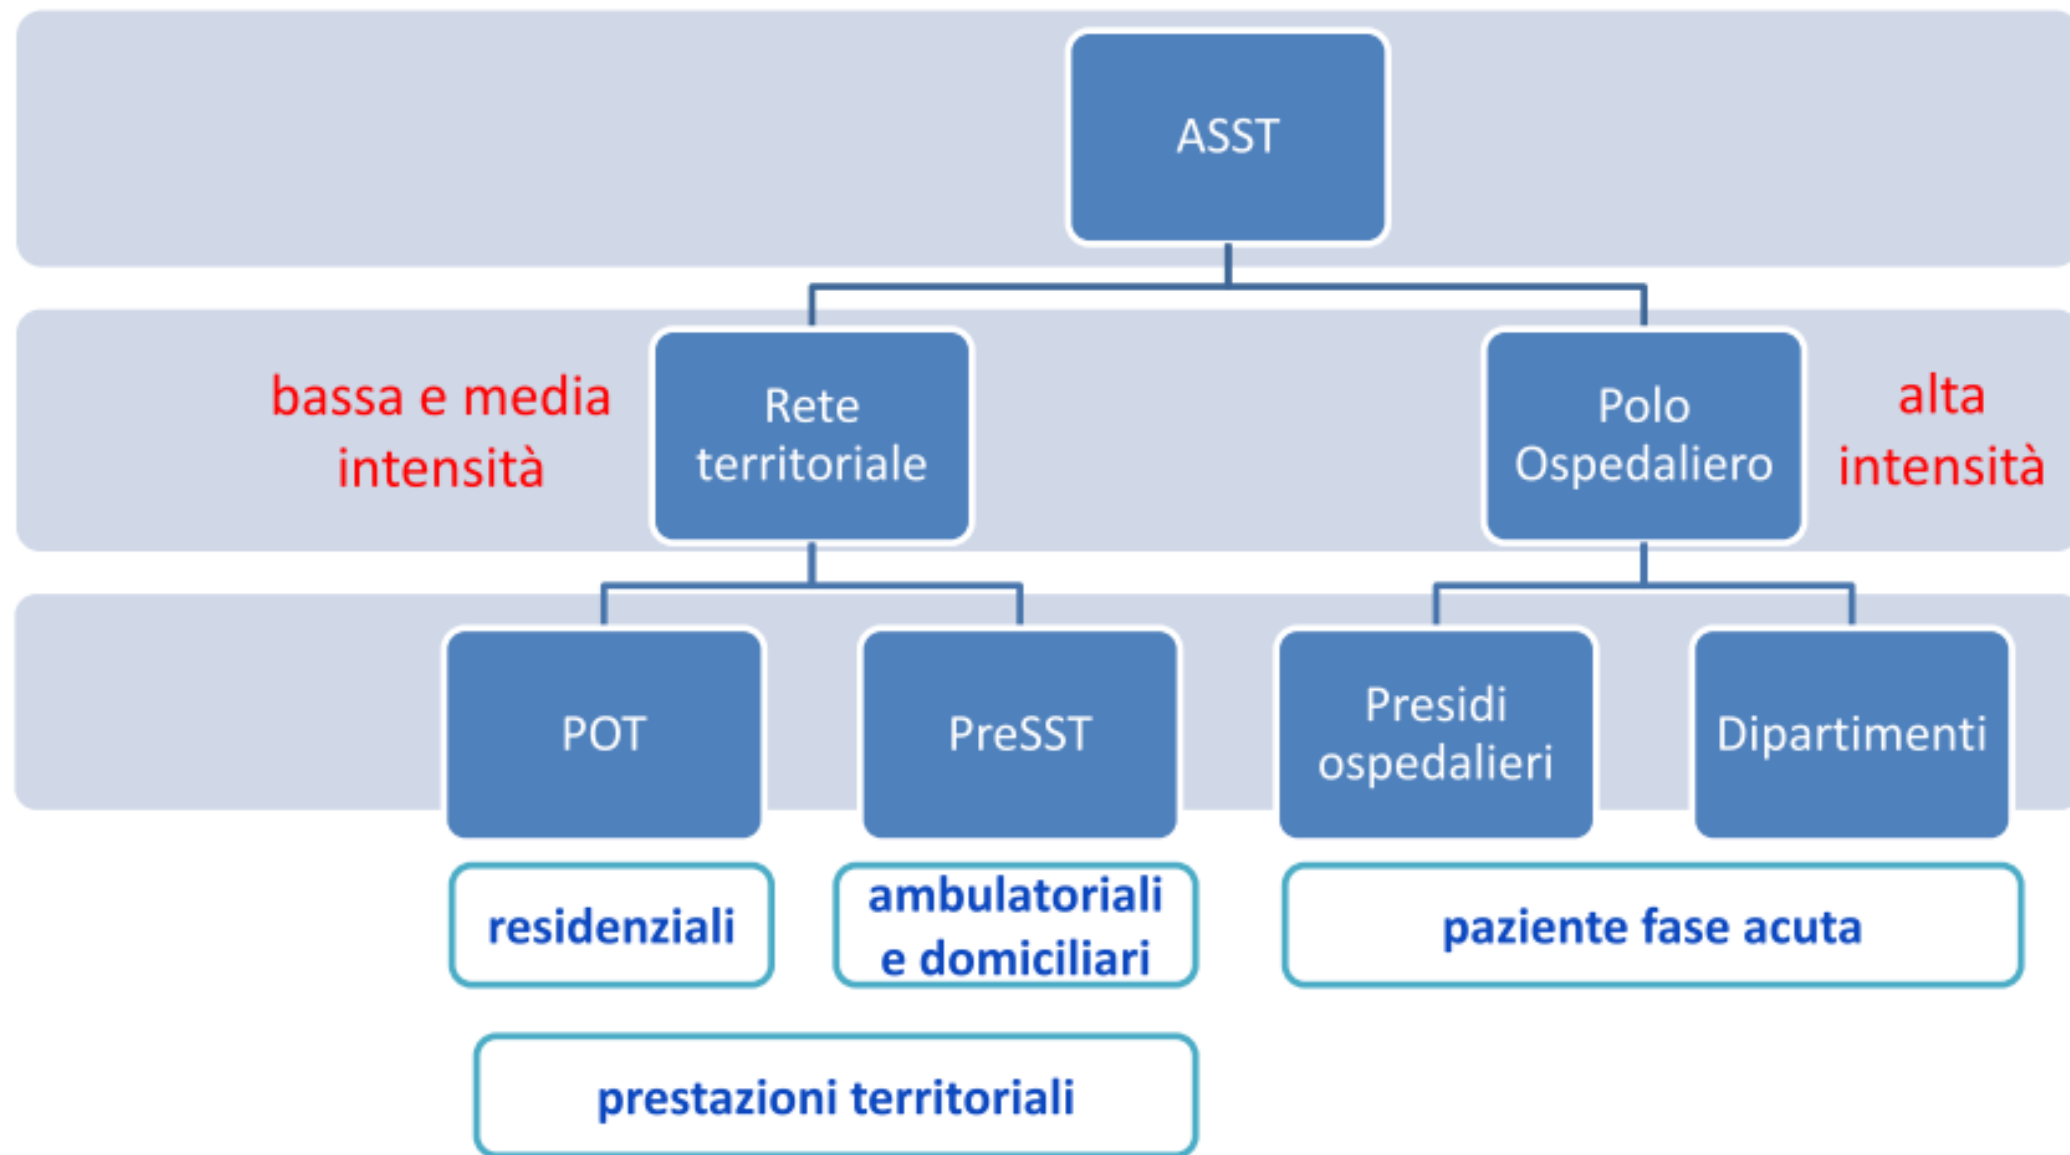 ASST
bassa e media
intensità
Rete
territoriale
Polo
Ospedaliero
alta
intensità
POT
PreSST
Presidi
ospedalieri
Dipartimenti
residenziali
ambulatoriali
e domiciliari
paziente fase acuta
prestazioni territoriali